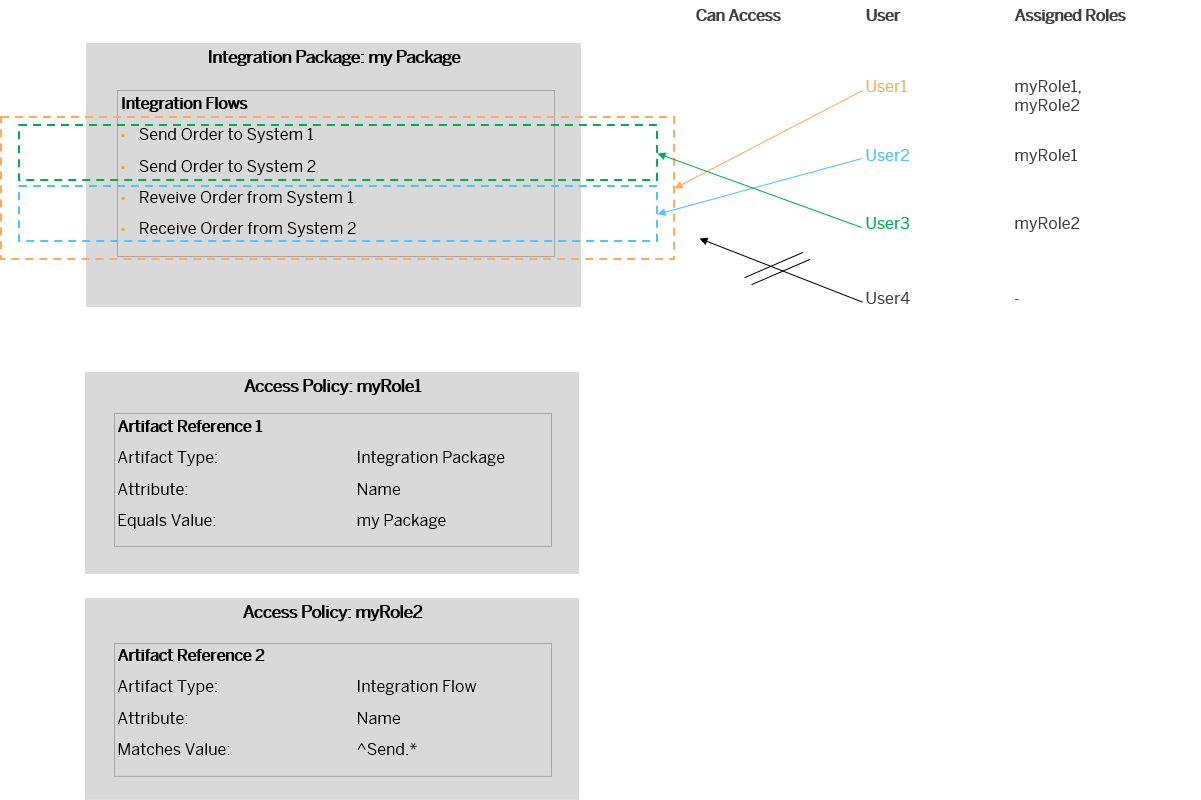 Can Access User Assigned Roles
Integration Package: my Package
Integration Flows
• Send Order to System 1
• Send Order to System 2
• Reveive Order from System 1
• Receive Order from System 2
User1 myRole1,
myRole2
User2 myRole1
User3 myRole2
User4 -
Access Policy: myRole1
Artifact Reference 1
Artifact Type: Integration Package
Attribute: Name
Equals Value: my Package
Access Policy: myRole2
Artifact Reference 2
Artifact Type: Integration Flow
Attribute: Name
Matches Value: ^Send.*